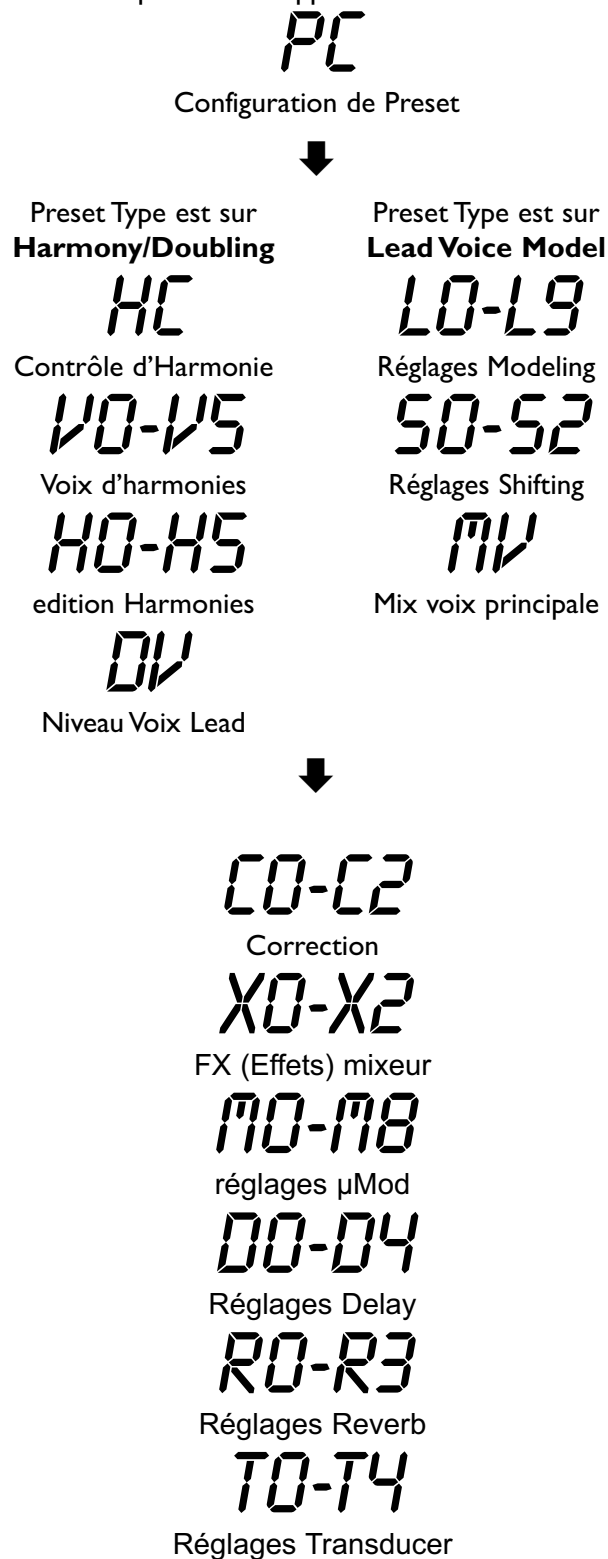 PC
Configuration de Preset
Preset Type est sur
Harmony/Doubling
HC
Contrôle d'Harmonie
V0-V5
Voix d'harmonies
H0-H5
edition Harmonies
DV
Niveau Voix Lead
Preset Type est sur
Lead Voice Model
L0-L9
Réglages Modeling
S0-S2
Réglages Shifting
MV
Mix voix principale
C0-C2
Correction
X0-X2
FX (Effets) mixeur
M0-M8
réglages µMod
D0-D4
Réglages Delay
R0-R3
Réglages Reverb
T0-T4
Réglages Transducer